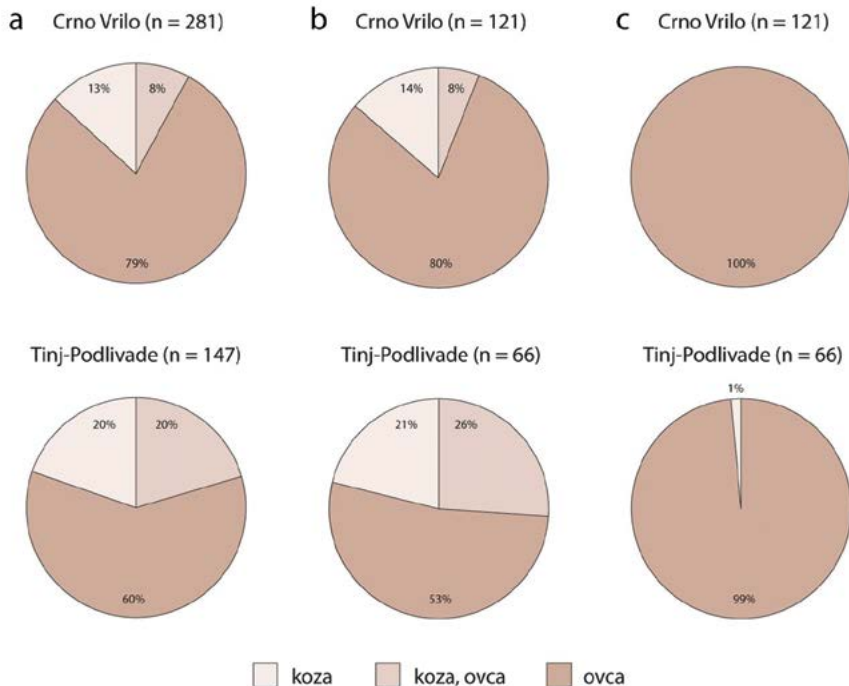 a Crno Vrilo (n = 281) b Crno Vrilo (n = 121) c Crno Vrilo (n = 121)
13% 8% 14% 8%
79% 80% 100%
Tinj-Podlivade (n = 147) Tinj-Podlivade (n = 66) Tinj-Podlivade (n = 66)
1%
20% 20% 21% 26%
60% 53% 99%
koza koza, ovca ovca